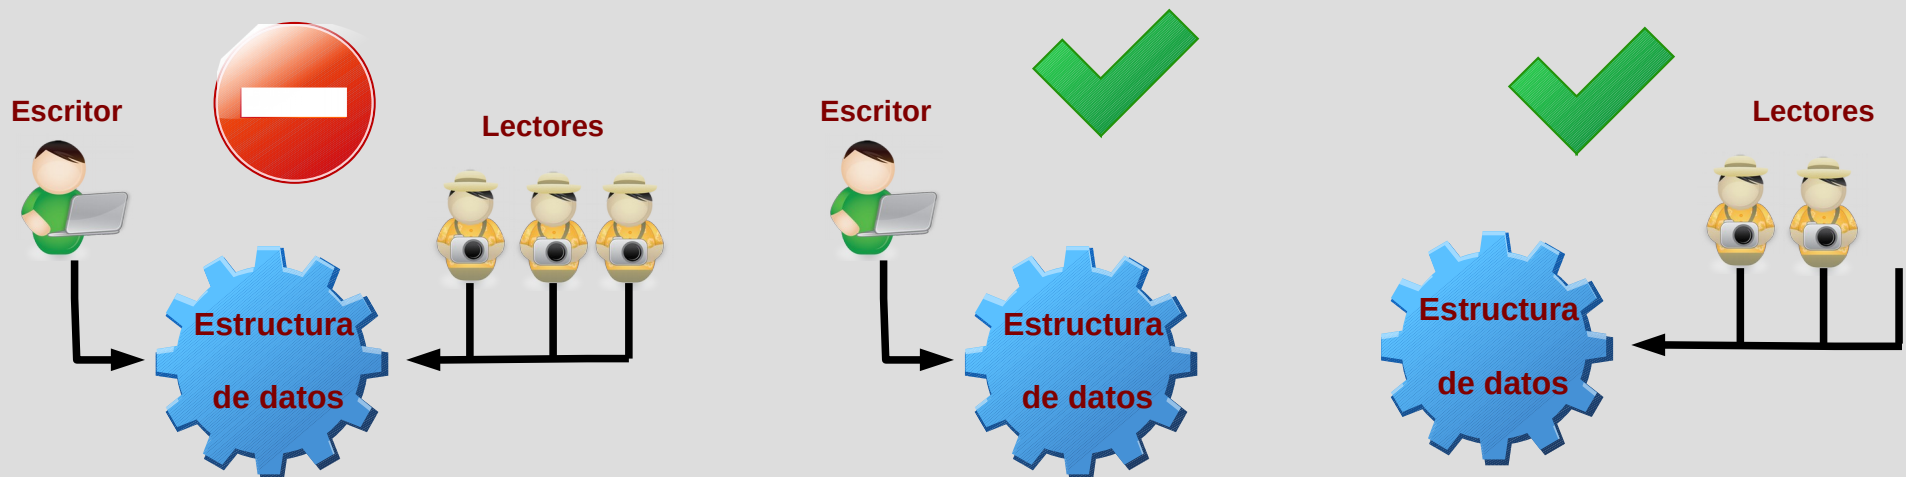 Escritor
Lectores
Estructura
de datos
Escritor
Estructura
de datos
Lectores
Estructura
de datos